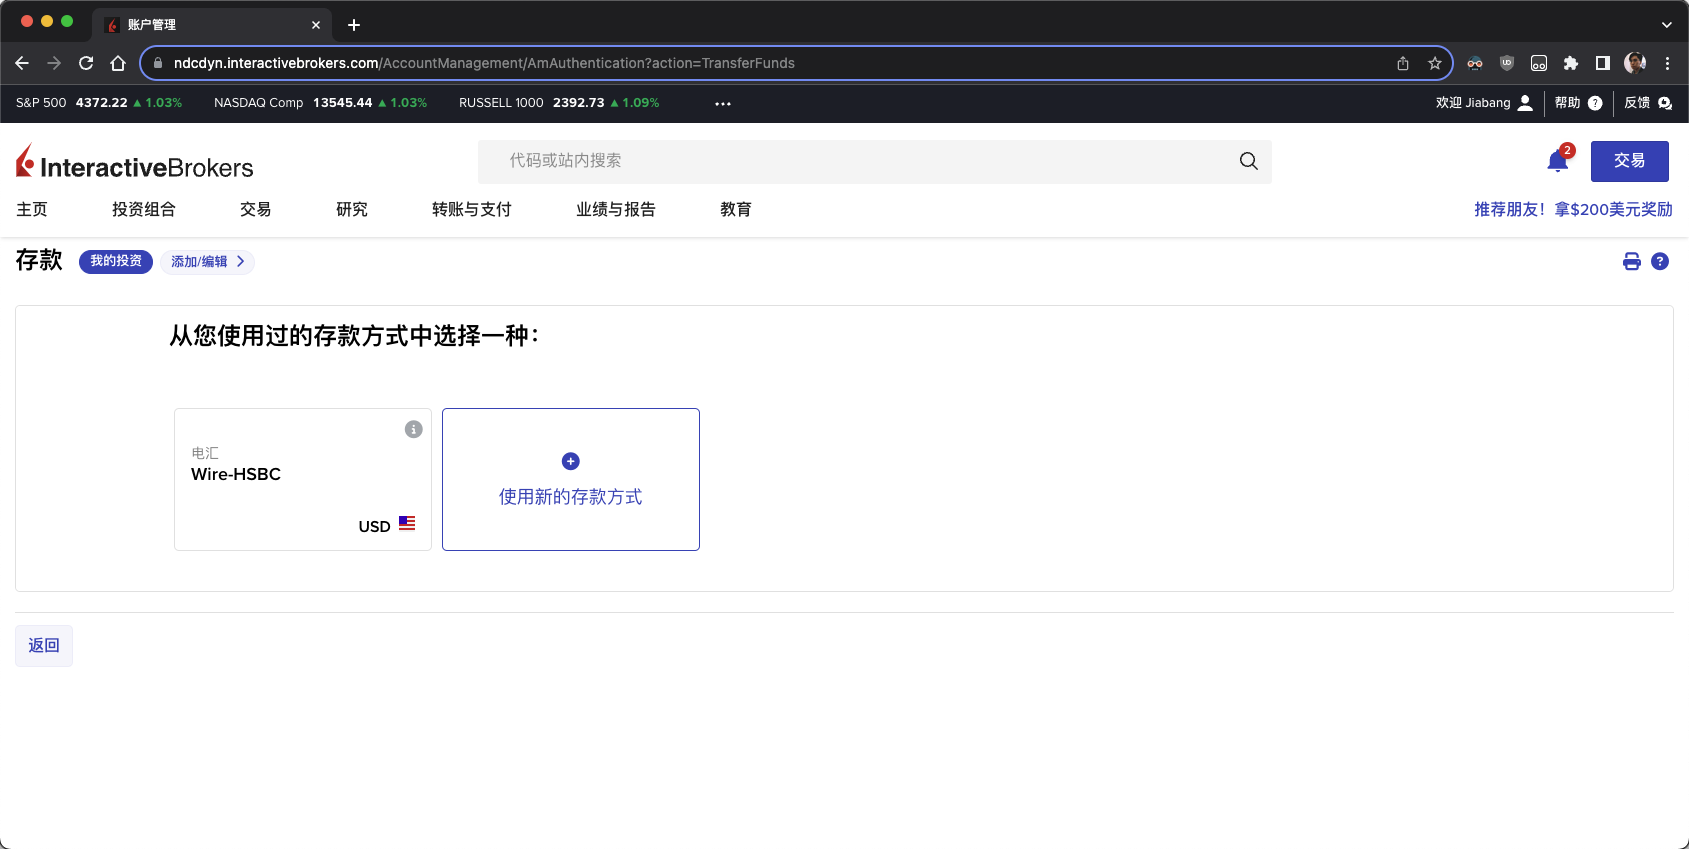 账户管理
ndcdyn.interactivebrokers.com/AccountManagement/AmAuthentication?action=TransferFunds
S&P 500 4372.22 ▲ 1.03% NASDAQ Comp 13545.44 ▲ 1.03% RUSSELL 1000 2392.73 ▲ 1.09% ••• 欢迎 Jiabang 帮助 ? 反馈
InteractiveBrokers 代码或站内搜索 2 交易
主页 投资组合 交易 研究 转账与支付 业绩与报告 教育 推荐朋友！拿$200美元奖励
存款 我的投资 添加/编辑 ?
从您使用过的存款方式中选择一种：
电汇
Wire-HSBC
USD
使用新的存款方式
返回